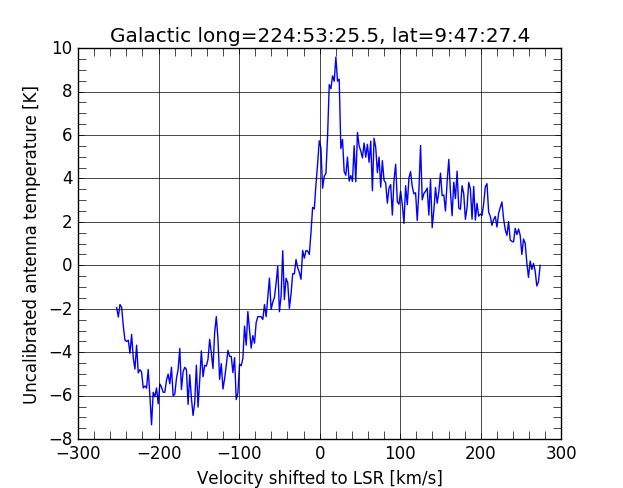 Galactic long=224:53:25.5, lat=9:47:27.4
10
8
6
4
2
0
−2
−4
−6
−8
Uncalibrated antenna temperature [K]
−300 −200 −100 0 100 200 300
Velocity shifted to LSR [km/s]